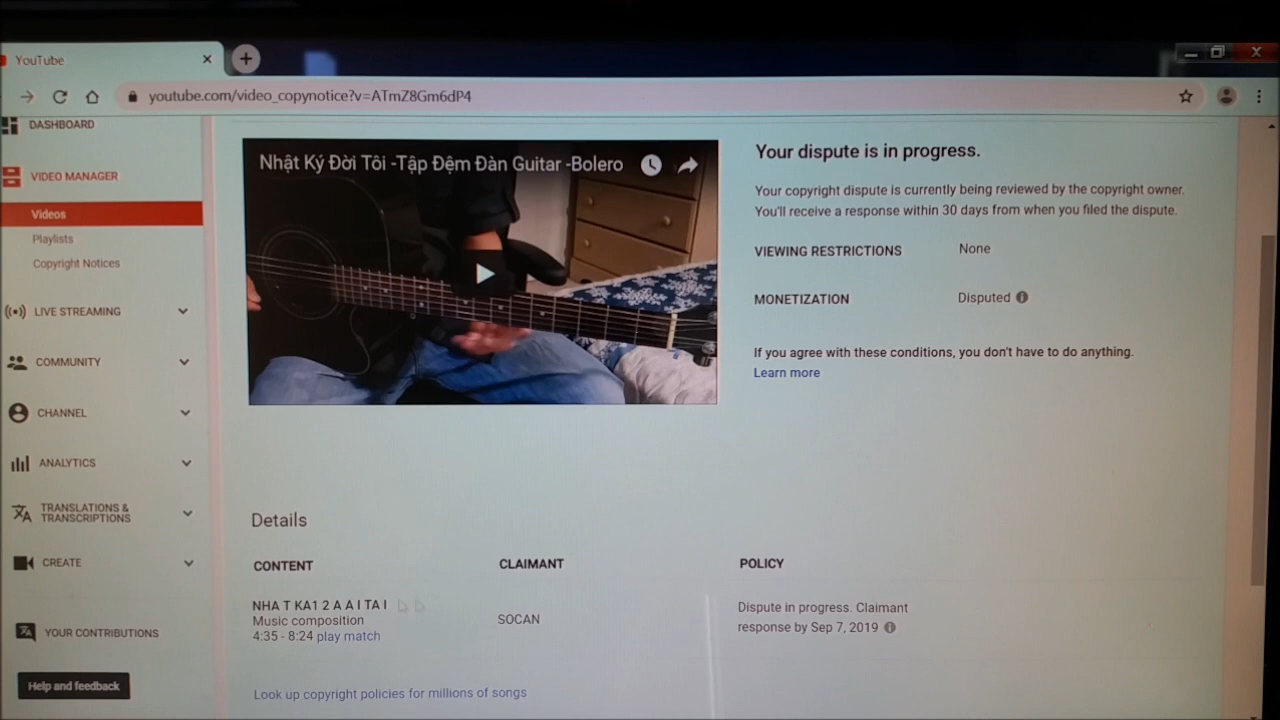 YouTube
youtube.com/video_copynotice?v=ATmZ8Gm6dP4
DASHBOARD
VIDEO MANAGER
Videos
Playlists
Copyright Notices
LIVE STREAMING
COMMUNITY
CHANNEL
ANALYTICS
TRANSLATIONS &
TRANSCRIPTIONS
CREATE
YOUR CONTRIBUTIONS
Help and feedback
Nhật Ký Đời Tôi -Tập Đệm Đàn Guitar -Bolero
Your dispute is in progress.
Your copyright dispute is currently being reviewed by the copyright owner.
You'll receive a response within 30 days from when you filed the dispute.
VIEWING RESTRICTIONS None
MONETIZATION Disputed
If you agree with these conditions, you don't have to do anything.
Learn more
Details
CONTENT CLAIMANT POLICY
NHA T KA1 2 A A I TA I
Music composition
4:35 - 8:24 play match
SOCAN
Dispute in progress. Claimant
response by Sep 7, 2019
Look up copyright policies for millions of songs